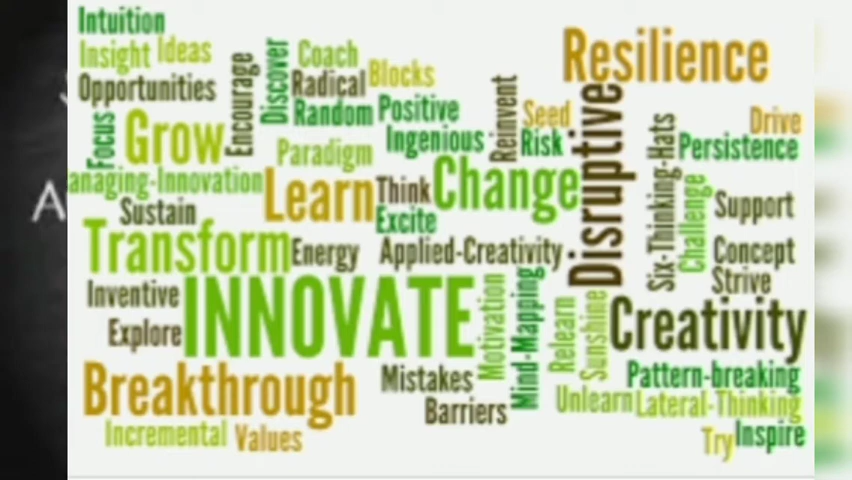 Intuition
Insight
Ideas
Opportunities
Encourage
Discover
Coach
Radical
Blocks
Random
Positive
Ingenious
Reinvent
Seed
Risk
Resilience
Disruptive
Drive
Persistence
Focus
Grow
Paradigm
anaging-Innovation
Learn
Think
Change
Excite
Sustain
Six-Thinking-Hats
Challenge
Support
Transform
Energy
Applied-Creativity
Concept
Strive
Inventive
INNOVATE
Explore
Motivation
Mind-Mapping
Relearn
Sunshine
Creativity
Breakthrough
Mistakes
Barriers
Pattern-breaking
Unlearn
Lateral-Thinking
Incremental
Values
Try
Inspire
A